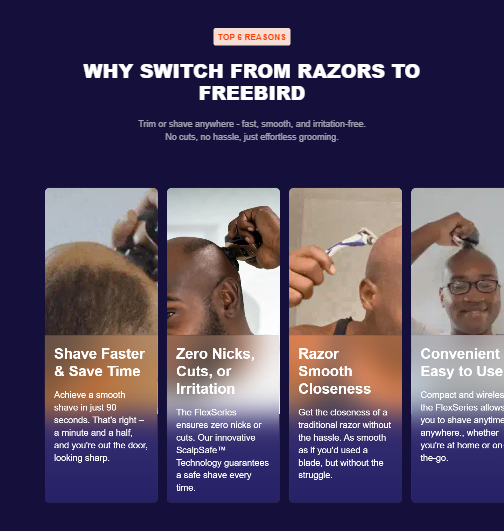 TOP 6 REASONS
WHY SWITCH FROM RAZORS TO
FREEBIRD
Trim or shave anywhere - fast, smooth, and irritation-free.
No cuts, no hassle, just effortless grooming.
Shave Faster
& Save Time
Achieve a smooth
shave in just 90
seconds. That's right –
a minute and a half,
and you're out the door,
looking sharp.
Zero Nicks,
Cuts, or
Irritation
The FlexSeries
ensures zero nicks or
cuts. Our innovative
ScalpSafe™
Technology guarantees
a safe shave every
time.
Razor
Smooth
Closeness
Get the closeness of a
traditional razor without
the hassle. As smooth
as if you'd used a
blade, but without the
struggle.
Convenient
Easy to Use
Compact and wireles
the FlexSeries allows
you to shave anytime
anywhere., whether
you're at home or on-
the-go.